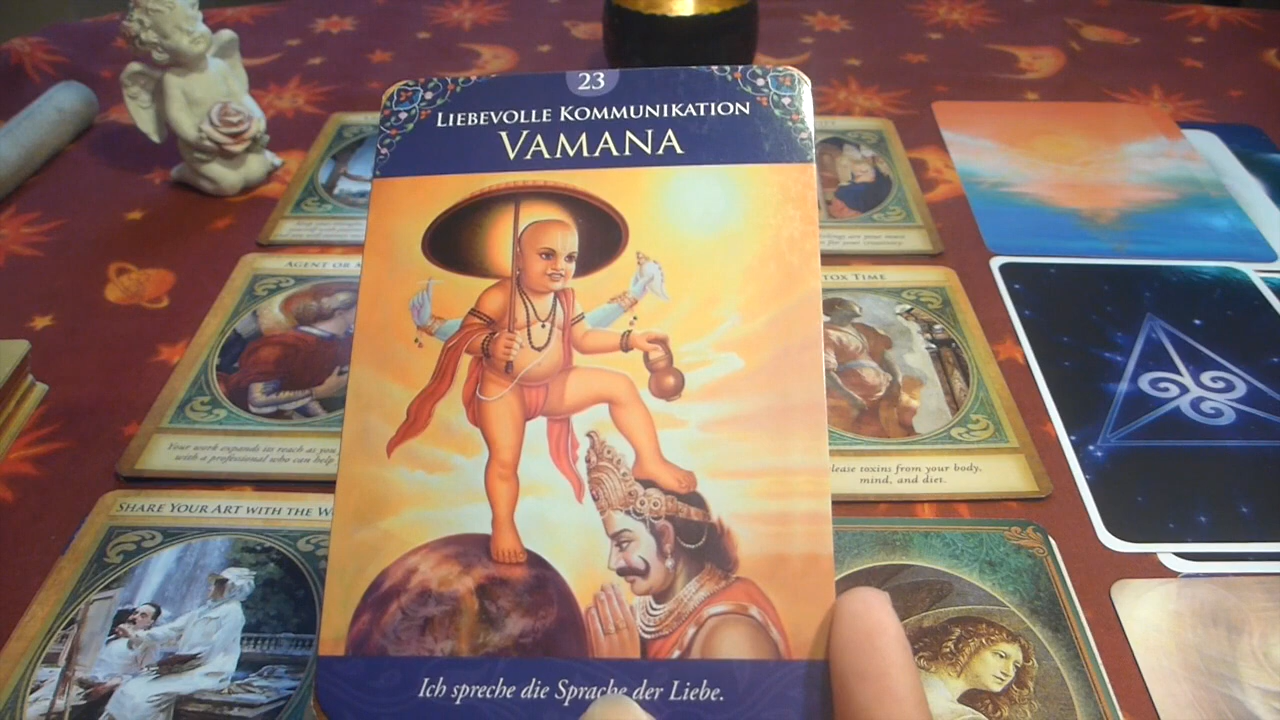 23
LIEBEVOLLE KOMMUNIKATION
VAMANA
Ich spreche die Sprache der Liebe.
AGENT OR
TOX TIME
Your work expands its reach as you
with a professional who can help
lease toxins from your body,
mind, and diet.
SHARE YOUR ART WITH THE W